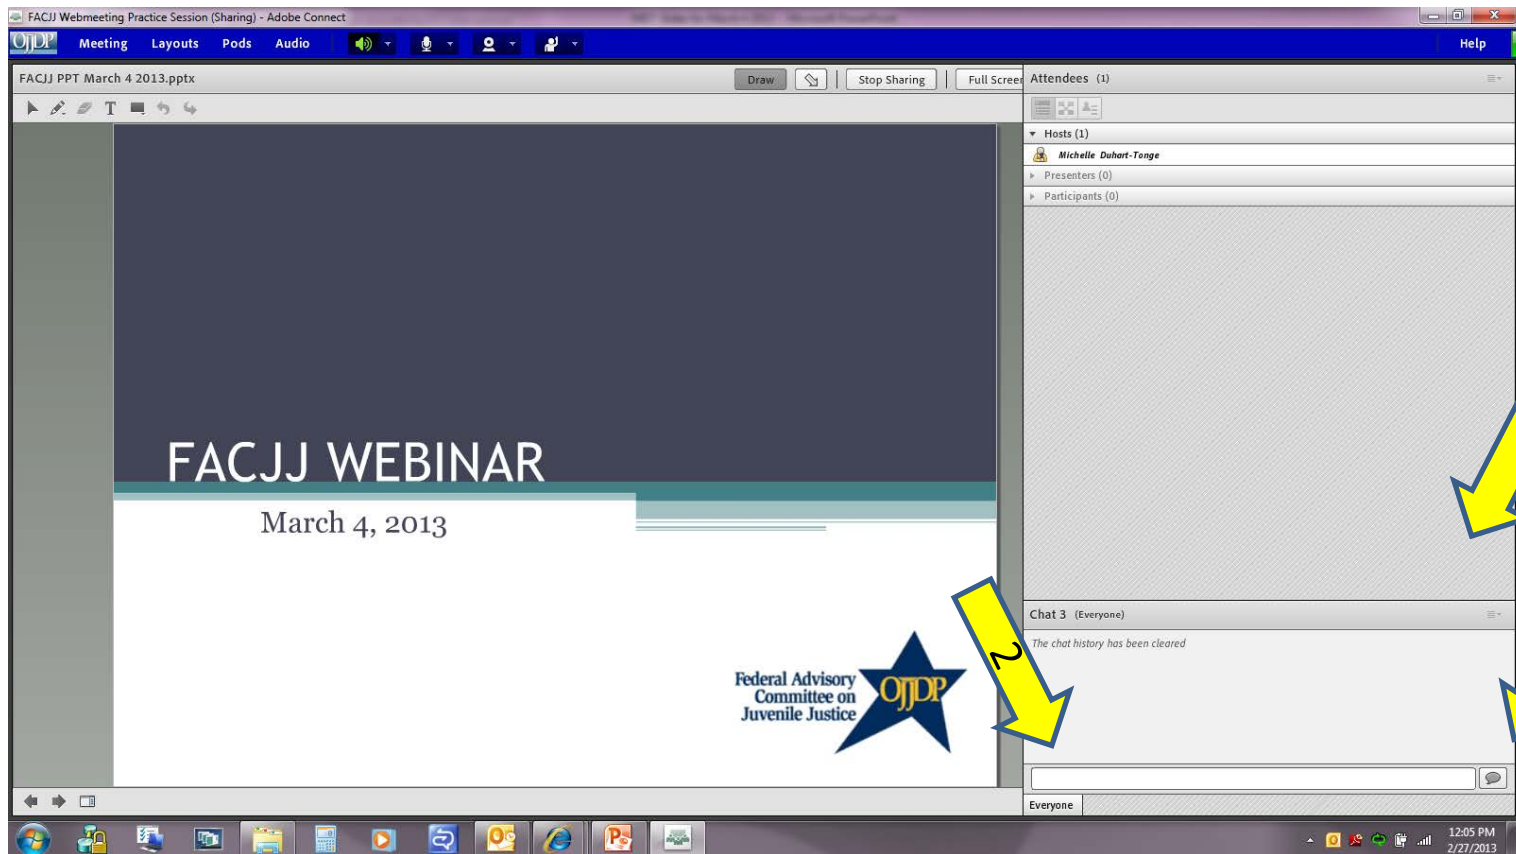 FACJJ Webmeeting Practice Session (Sharing) - Adobe Connect
OJJDP Meeting Layouts Pods Audio Help
FACJJ PPT March 4 2013.pptx
Draw Stop Sharing Full Screen
T
FACJJ WEBINAR
March 4, 2013
Federal Advisory
Committee on
Juvenile Justice
OJJDP
Attendees (1)
Hosts (1)
Michelle Duhart-Tonge
Presenters (0)
Participants (0)
2
Chat 3 (Everyone)
The chat history has been cleared
Everyone
12:05 PM
2/27/2013